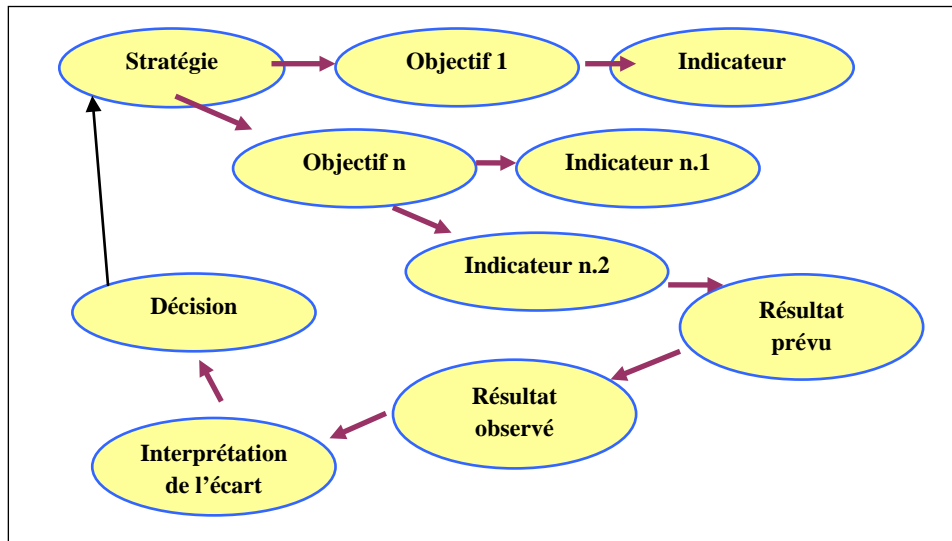 Stratégie
Objectif 1
Indicateur
Objectif n
Indicateur n.1
Indicateur n.2
Résultat
prévu
Résultat
observé
Interprétation
de l'écart
Décision